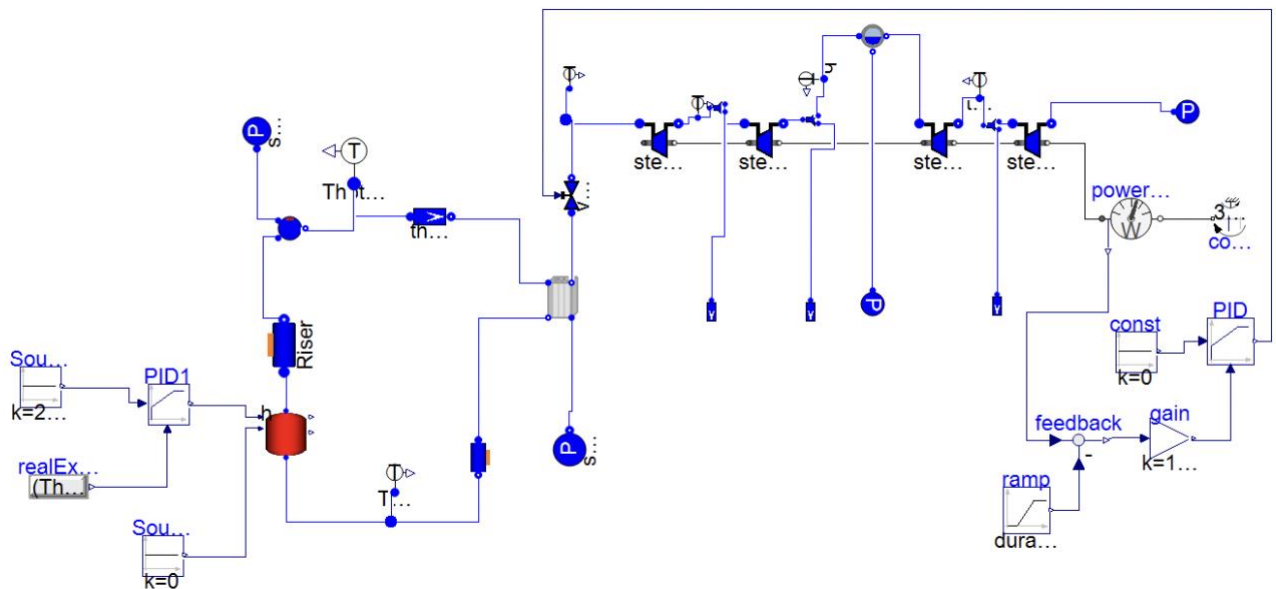 T
T
P
P
s...
T
T
T
ste...
ste...
ste...
ste...
Th
t...
power...
W
3...
co...
v...
th...
P
V
V
V
const
PID
Riser
Sou...
PID1
k=0
k=2...
h
feedback
gain
-
k=1...
realEx...
(Th...
T
T...
P
s...
ramp
Sou...
dura...
k=0